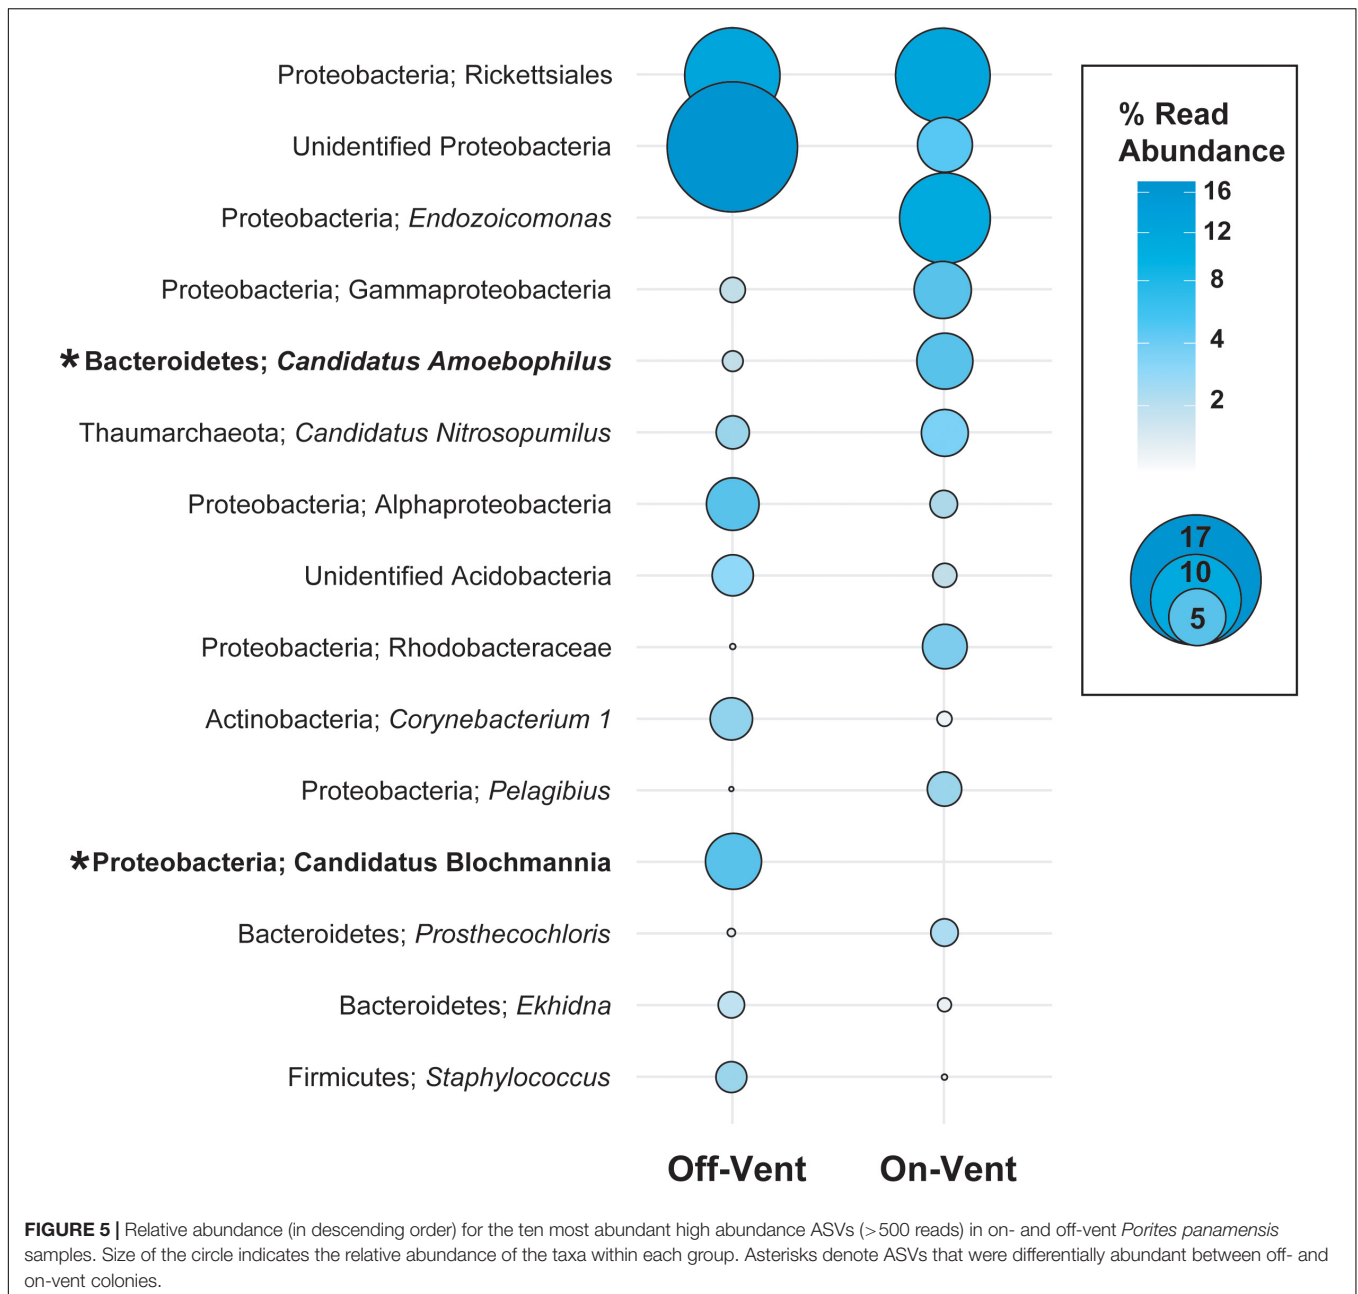 Proteobacteria; Rickettsiales
Unidentified Proteobacteria
Proteobacteria; Endozoicomonas
Proteobacteria; Gammaproteobacteria
*Bacteroidetes; Candidatus Amoebophilus
Thaumarchaeota; Candidatus Nitrosopumilus
Proteobacteria; Alphaproteobacteria
Unidentified Acidobacteria
Proteobacteria; Rhodobacteraceae
Actinobacteria; Corynebacterium 1
Proteobacteria; Pelagibius
*Proteobacteria; Candidatus Blochmannia
Bacteroidetes; Prosthecochloris
Bacteroidetes; Ekhidna
Firmicutes; Staphylococcus
Off-Vent
On-Vent
% Read
Abundance
16
12
8
4
2
17
10
5
FIGURE 5 | Relative abundance (in descending order) for the ten most abundant high abundance ASVs (>500 reads) in on- and off-vent Porites panamensis
samples. Size of the circle indicates the relative abundance of the taxa within each group. Asterisks denote ASVs that were differentially abundant between off- and
on-vent colonies.